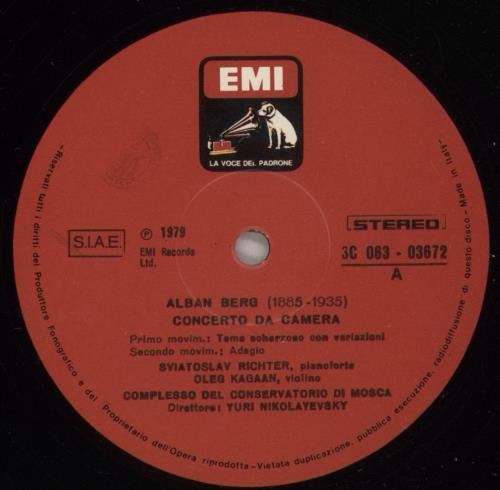 EMI
LA VOCE DEL PADRONE
S.I.A.E.
℗ 1979
EMI Records
Ltd.
STEREO
3C 063 - 03672
A
ALBAN BERG (1885-1935)
CONCERTO DA CAMERA
Primo movim.: Tema scherzoso con variazioni
Secondo movim.: Adagio
SVIATOSLAV RICHTER, pianoforte
OLEG KAGAAN, violino
COMPLESSO DEL CONSERVATORIO DI MOSCA
Direttore: YURI NIKOLAYEVSKY
-Riservati tutti i diritti del Produttore Fonografico e del Proprietario dell'Opera riprodotta-Vietata duplicazione, pubblica esecuzione, radiodiffusione di questo disco-Made in Italy-